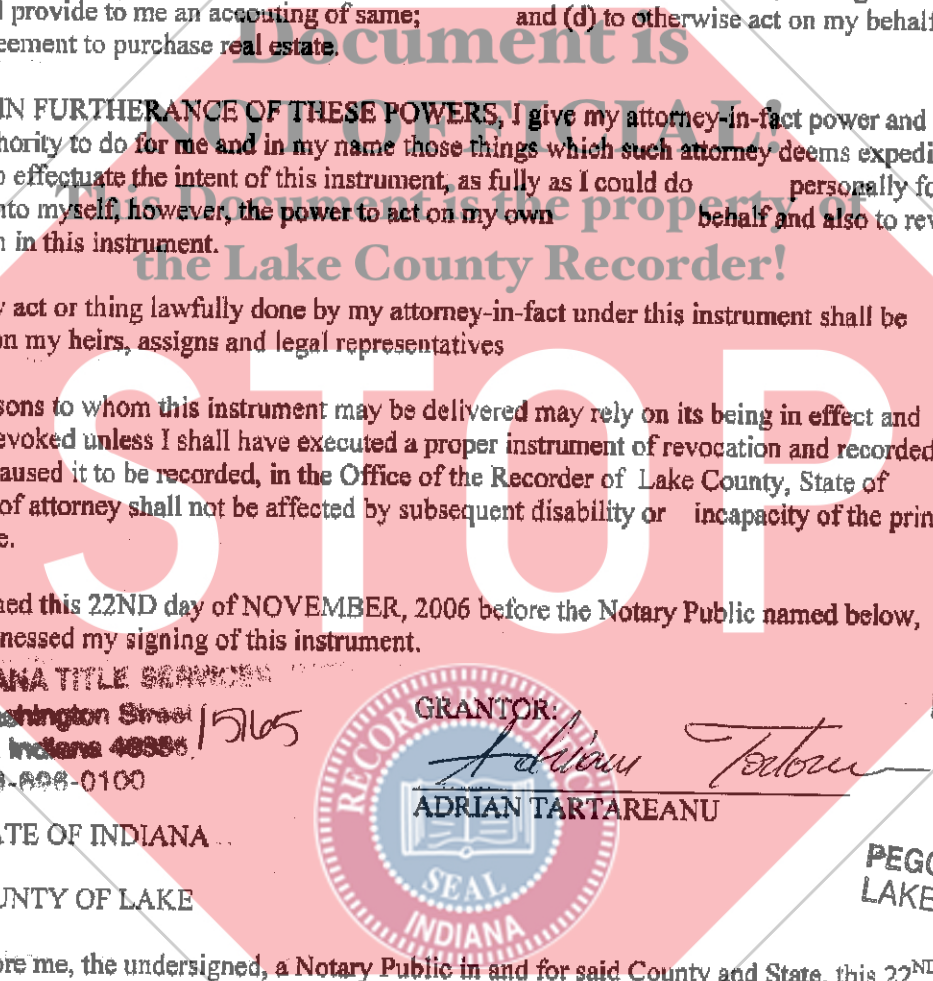 l provide to me an accouting of same; and (d) to otherwise act on my behalf
eement to purchase real estate.
Document is
NOT OFFICIAL!
This Document is the property of
the Lake County Recorder!
IN FURTHERANCE OF THESE POWERS, I give my attorney-in-fact power and
hority to do for me and in my name those things which such attorney deems expedi
o effectuate the intent of this instrument, as fully as I could do personally fo
nto myself, however, the power to act on my own behalf and also to rev
n in this instrument.
y act or thing lawfully done by my attorney-in-fact under this instrument shall be
on my heirs, assigns and legal representatives
STOP
sons to whom this instrument may be delivered may rely on its being in effect and
evoked unless I shall have executed a proper instrument of revocation and recorded
aused it to be recorded, in the Office of the Recorder of Lake County, State of
of attorney shall not be affected by subsequent disability or incapacity of the prin
e.
ned this 22ND day of NOVEMBER, 2006 before the Notary Public named below,
nessed my signing of this instrument.
ANA TITLE SERVICES
shington Street
Indiana
-0100
15165
GRANTOR:
Adrian Tartareanu
ADRIAN TARTAREANU
RECORDER'S OFFICE
SEAL
INDIANA
ATE OF INDIANA
UNTY OF LAKE
PEGG
LAKE
ore me, the undersigned, a Notary Public in and for said County and State, this 22ND